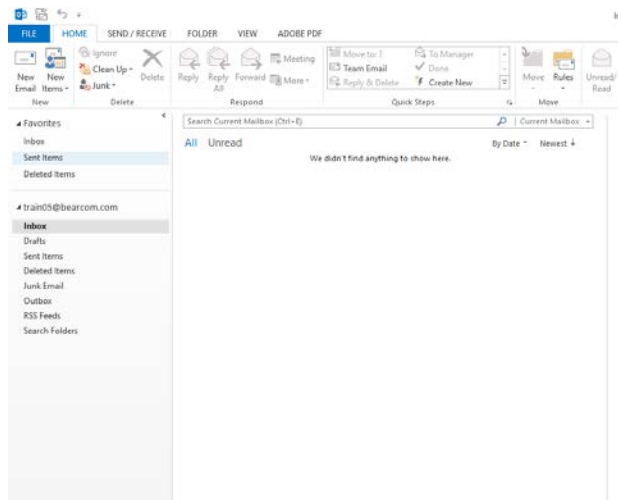 FILE HOME SEND / RECEIVE FOLDER VIEW ADOBE PDF
New Email
New Items
Ignore
Clean Up
Junk
Delete
Reply
Reply All
Forward
Meeting
More
Move to: ?
Team Email
Reply & Delete
To Manager
Done
Create New
Move
Rules
Unread/ Read
New Delete Respond Quick Steps Move
Favorites
Inbox
Sent Items
Deleted Items
train05@bearcom.com
Inbox
Drafts
Sent Items
Deleted Items
Junk Email
Outbox
RSS Feeds
Search Folders
Search Current Mailbox (Ctrl+E) Current Mailbox
All Unread By Date Newest
We didn't find anything to show here.